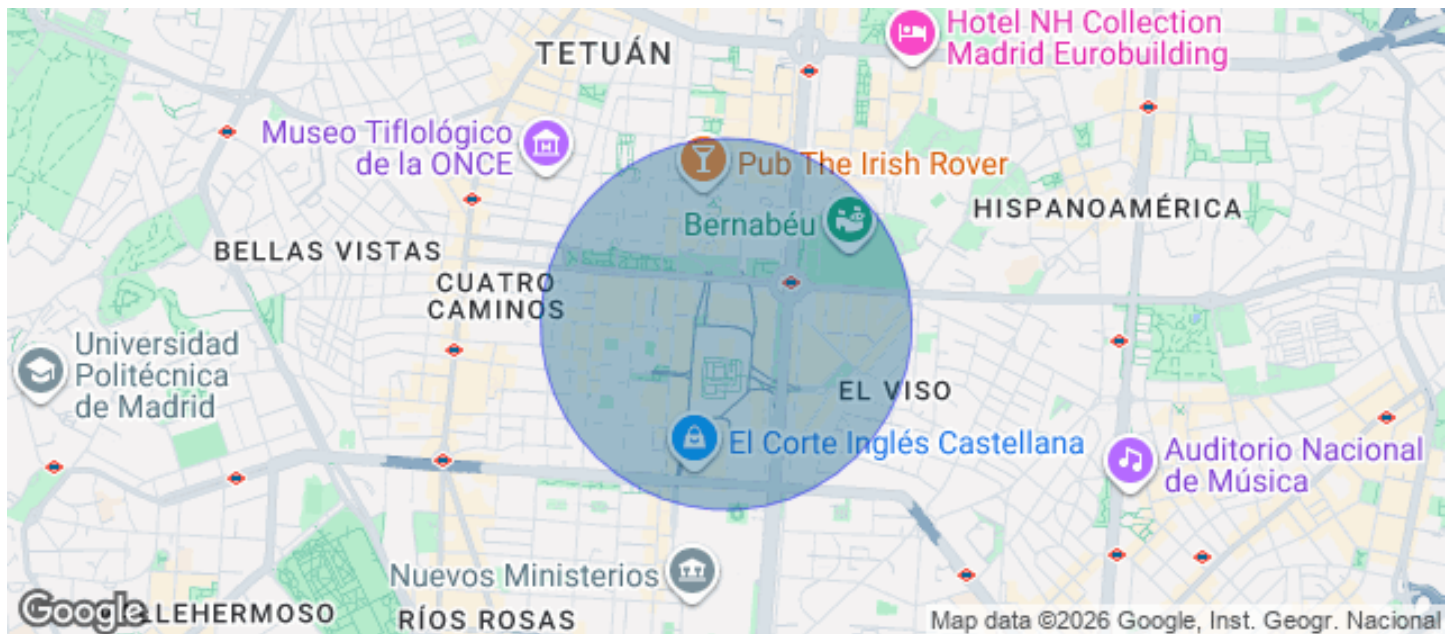 Hotel NH Collection
Madrid Eurobuilding
TETUÁN
Museo Tiflológico
de la ONCE
Pub The Irish Rover
HISPANOAMÉRICA
Bernabéu
BELLAS VISTAS
CUATRO
CAMINOS
Universidad
Politécnica
de Madrid
EL VISO
El Corte Inglés Castellana
Auditorio Nacional
de Música
Nuevos Ministerios
RÍOS ROSAS
Google
Map data ©2026 Google, Inst. Geogr. Nacional